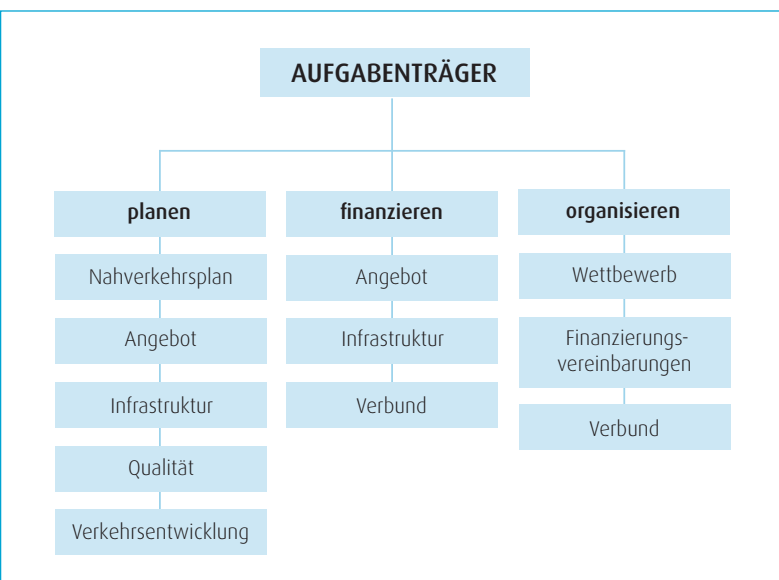 AUFGABENTRÄGER
planen
Nahverkehrsplan
Angebot
Infrastruktur
Qualität
Verkehrsentwicklung
finanzieren
Angebot
Infrastruktur
Verbund
organisieren
Wettbewerb
Finanzierungs-
vereinbarungen
Verbund